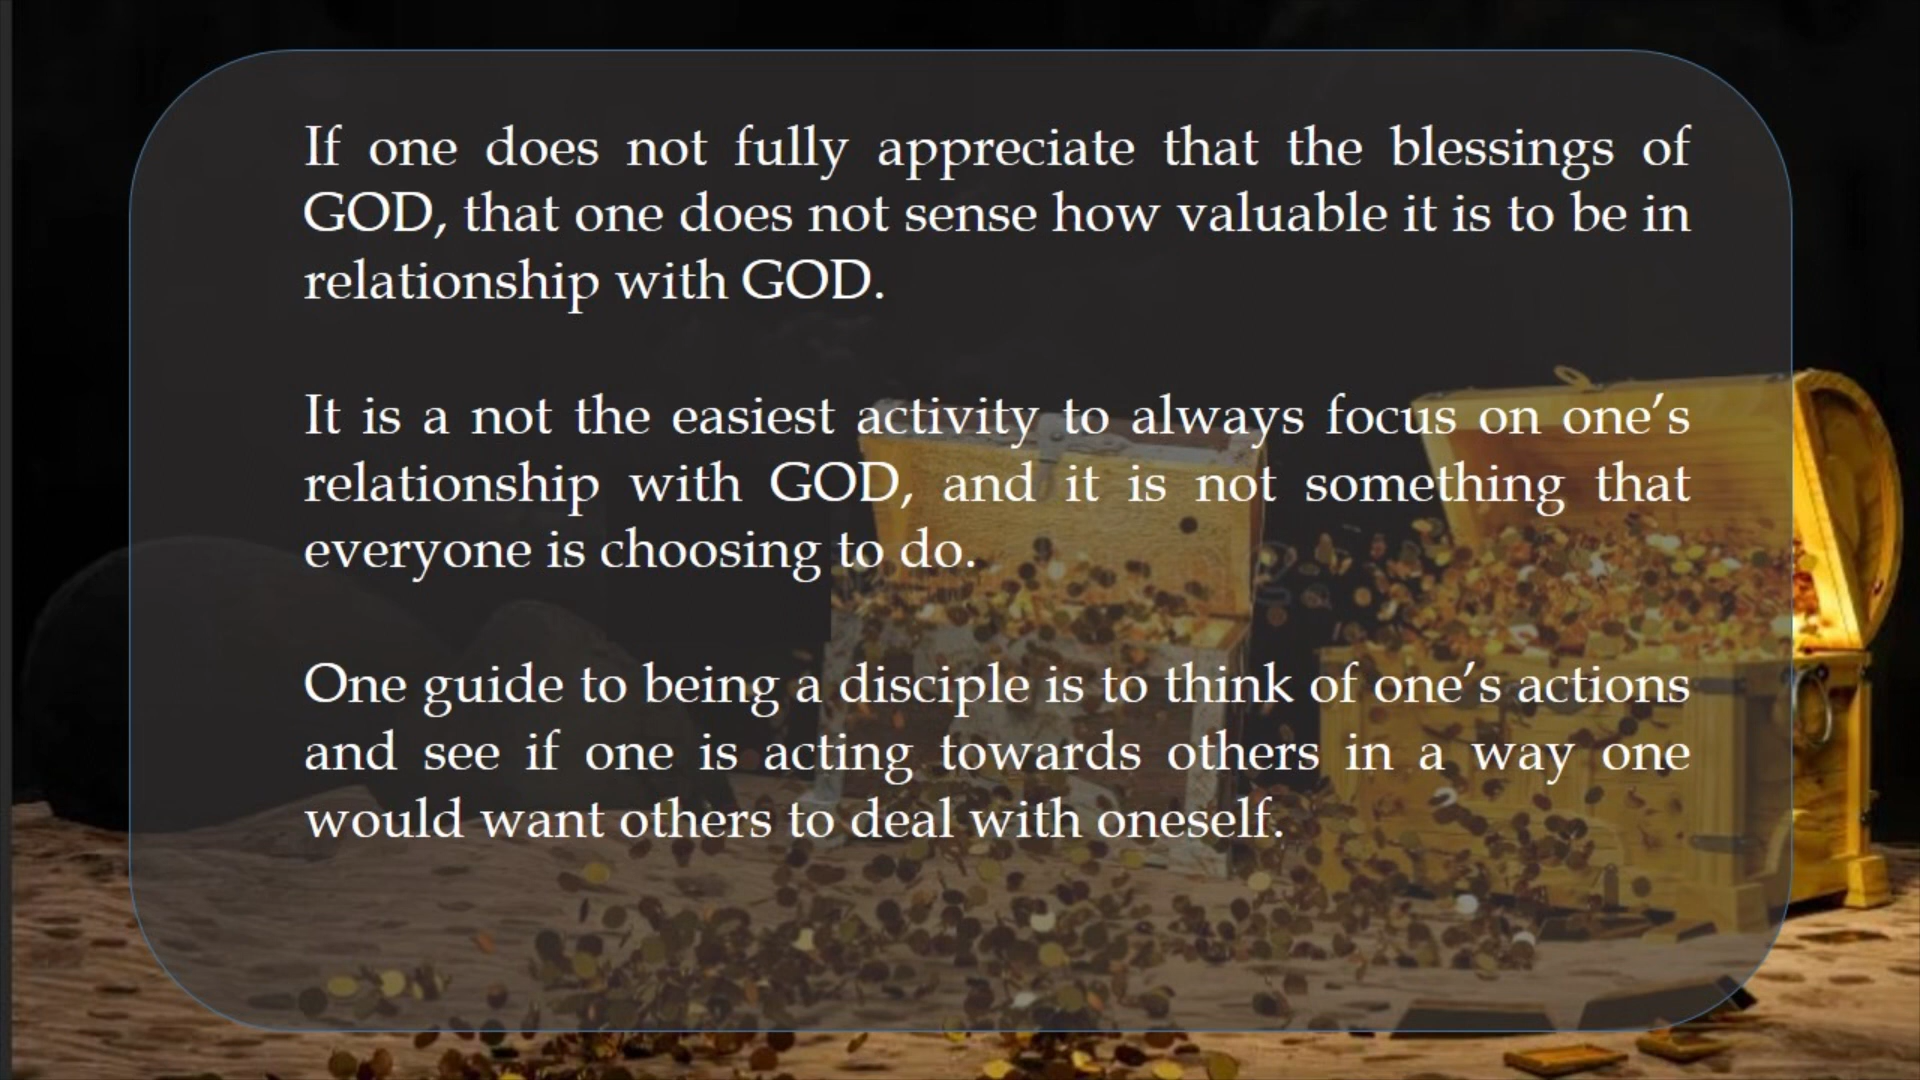 If one does not fully appreciate that the blessings of
GOD, that one does not sense how valuable it is to be in
relationship with GOD.
It is a not the easiest activity to always focus on one’s
relationship with GOD, and it is not something that
everyone is choosing to do.
One guide to being a disciple is to think of one’s actions
and see if one is acting towards others in a way one
would want others to deal with oneself.